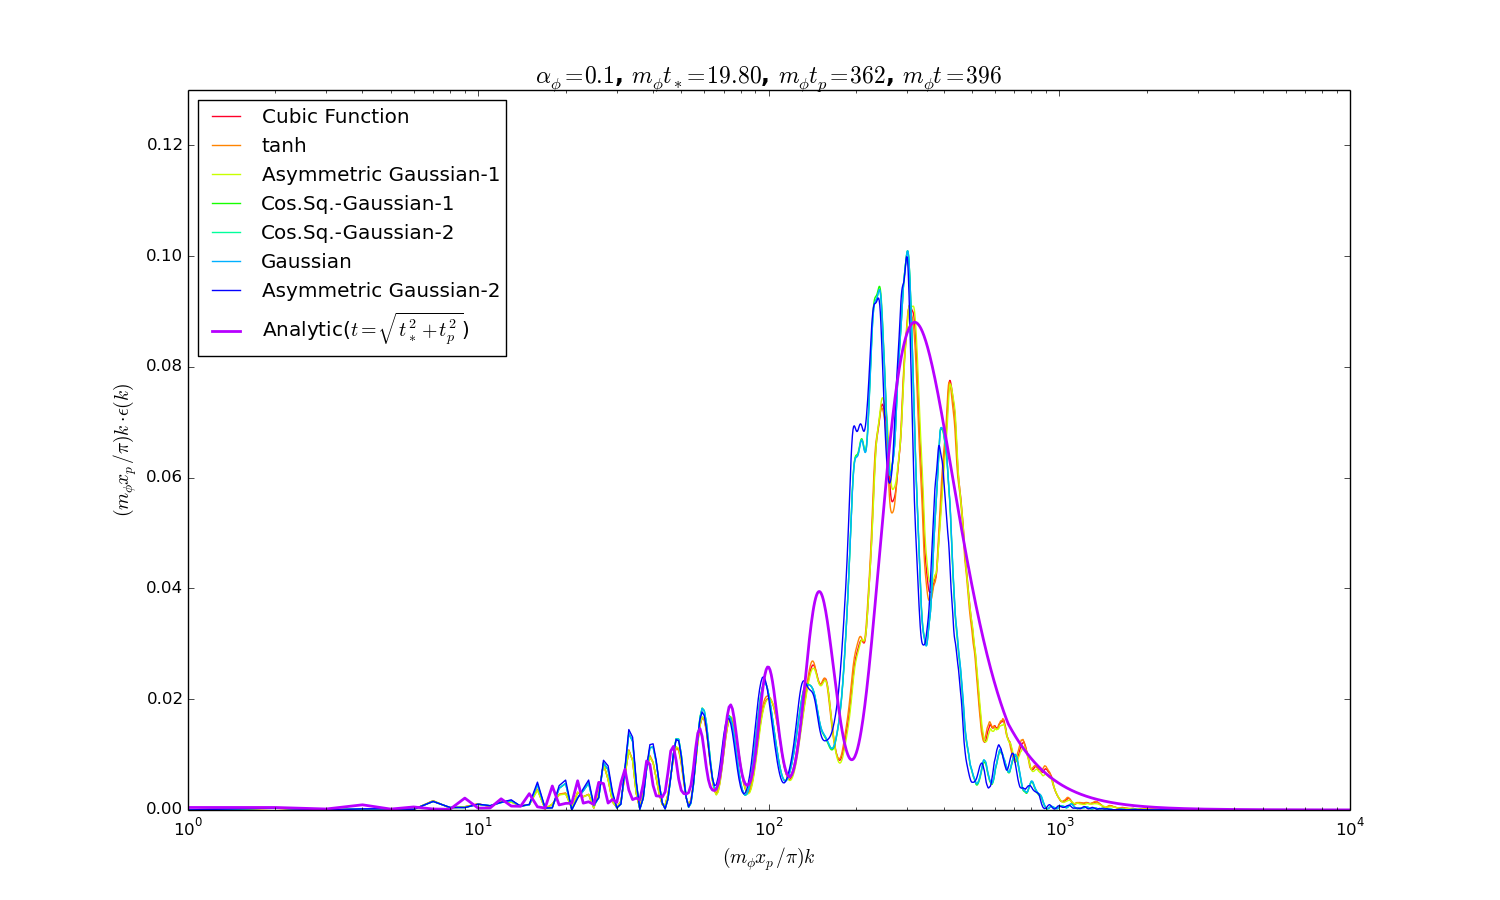 α_ϕ=0.1, m_ϕt_*=19.80, m_ϕt_p=362, m_ϕt=396
Cubic Function
tanh
Asymmetric Gaussian-1
Cos.Sq.-Gaussian-1
Cos.Sq.-Gaussian-2
Gaussian
Asymmetric Gaussian-2
Analytic(t=√(t_*^2+t_p^2))
0.12
0.10
0.08
0.06
0.04
0.02
0.00
(m_ϕx_p/π)k·ϵ(k)
10^0 10^1 10^2 10^3 10^4
(m_ϕx_p/π)k